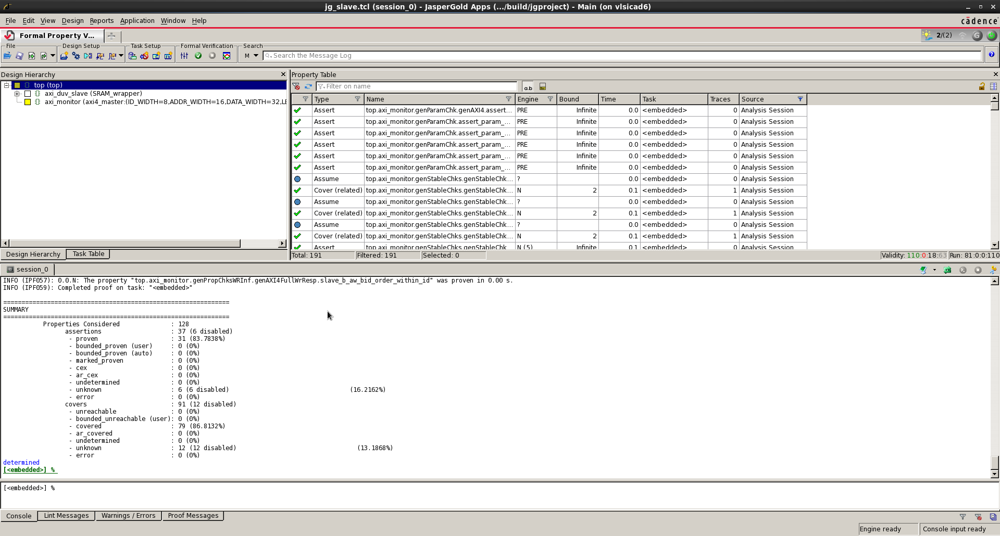 jg_slave.tcl (session_0) - JasperGold Apps (.../build/jgproject) - Main (on vlsicad6)
File Edit View Design Reports Application Window Help
cādence
Formal Property V...
2/(2)
File Design Setup Task Setup Formal Verification Search
M Search the Message Log
Design Hierarchy
top (top)
axi_duv_slave (SRAM_wrapper)
axi_monitor (axi4_master:(ID_WIDTH=8,ADDR_WIDTH=16,DATA_WIDTH=32,LE
Design Hierarchy Task Table
Property Table
Filter on name
a.b
Type Name Engine Bound Time Task Traces Source
Assert top.axi_monitor.genParamChk.genAXI4.assert... PRE Infinite 0.0 <embedded> 0 Analysis Session
Assert top.axi_monitor.genParamChk.assert_param_... PRE Infinite 0.0 <embedded> 0 Analysis Session
Assert top.axi_monitor.genParamChk.assert_param_... PRE Infinite 0.0 <embedded> 0 Analysis Session
Assert top.axi_monitor.genParamChk.assert_param_... PRE Infinite 0.0 <embedded> 0 Analysis Session
Assert top.axi_monitor.genParamChk.assert_param_... PRE Infinite 0.0 <embedded> 0 Analysis Session
Assert top.axi_monitor.genParamChk.assert_param_... PRE Infinite 0.0 <embedded> 0 Analysis Session
Assume top.axi_monitor.genStableChks.genStableChk... ? 0.0 <embedded> 0 Analysis Session
Cover (related) top.axi_monitor.genStableChks.genStableChk... N 2 0.1 <embedded> 1 Analysis Session
Assume top.axi_monitor.genStableChks.genStableChk... ? 0.0 <embedded> 0 Analysis Session
Cover (related) top.axi_monitor.genStableChks.genStableChk... N 2 0.1 <embedded> 1 Analysis Session
Assume top.axi_monitor.genStableChks.genStableChk... ? 0.0 <embedded> 0 Analysis Session
Cover (related) top.axi_monitor.genStableChks.genStableChk... N 2 0.1 <embedded> 1 Analysis Session
Assert top.axi_monitor.genStableChks.genStableChk N (5) Infinite 0.1 <embedded> 0 Analysis Session
Total: 191 Filtered: 191 Selected: 0 Validity: 110:0:18:63 Run: 81:0:0:110
session_0
INFO (IPF057): 0.0.N: The property "top.axi_monitor.genPropChksWRInf.genAXI4FullWrResp.slave_b_aw_bid_order_within_id" was proven in 0.00 s.
INFO (IPF059): Completed proof on task: "<embedded>"
==============================================================
SUMMARY
==============================================================
Properties Considered : 128
assertions : 37 (6 disabled)
- proven : 31 (83.7838%)
- bounded_proven (user) : 0 (0%)
- bounded_proven (auto) : 0 (0%)
- marked_proven : 0 (0%)
- cex : 0 (0%)
- ar_cex : 0 (0%)
- undetermined : 0 (0%)
- unknown : 6 (6 disabled) (16.2162%)
- error : 0 (0%)
covers : 91 (12 disabled)
- unreachable : 0 (0%)
- bounded_unreachable (user): 0 (0%)
- covered : 79 (86.8132%)
- ar_covered : 0 (0%)
- undetermined : 0 (0%)
- unknown : 12 (12 disabled) (13.1868%)
- error : 0 (0%)
determined
[<embedded>] %
[<embedded>] %
Console Lint Messages Warnings / Errors Proof Messages
Engine ready Console input ready